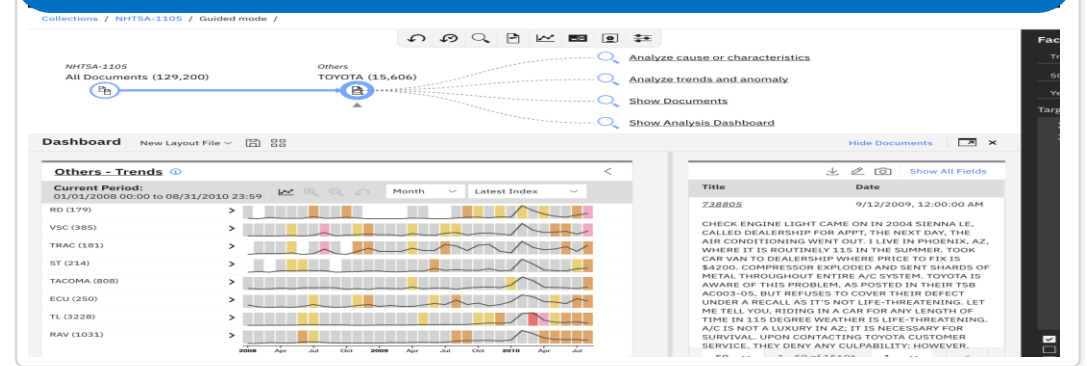 Collections / NHTSA-1105 / Guided mode /
Fac
Tr
Analyze cause or characteristics
NHTSA-1105
Others
All Documents (129,200)
TOYOTA (15,606)
Analyze trends and anomaly
Ye
Show Documents
Targ
Show Analysis Dashboard
Dashboard New Layout File
Hide Documents
Others - Trends
Show All Fields
Current Period:
01/01/2008 00:00 to 08/31/2010 23:59
Month
Latest Index
Title Date
RD (179)
738805 9/12/2009, 12:00:00 AM
VSC (385)
TRAC (181)
ST (214)
TACOMA (808)
ECU (250)
TL (3228)
RAV (1031)
2008 Apr Jul Oct 2009 Apr Jul Oct 2010 Apr Jul
CHECK ENGINE LIGHT CAME ON IN 2004 SIENNA LE,
CALLED DEALERSHIP FOR APPT, THE NEXT DAY, THE
AIR CONDITIONING WENT OUT. I LIVE IN PHOENIX, AZ,
WHERE IT IS ROUTINELY 115 IN THE SUMMER. TOOK
CAR VAN TO DEALERSHIP WHERE PRICE TO FIX IS
$4200. COMPRESSOR EXPLODED AND SENT SHARDS OF
METAL THROUGHOUT ENTIRE A/C SYSTEM. TOYOTA IS
AWARE OF THIS PROBLEM, AS POSTED IN THEIR TSB
AC003-05, BUT REFUSES TO COVER THEIR DEFECT
UNDER A RECALL AS IT'S NOT LIFE-THREATENING. LET
ME TELL YOU, RIDING IN A CAR FOR ANY LENGTH OF
TIME IN 115 DEGREE WEATHER IS LIFE-THREATENING.
A/C IS NOT A LUXURY IN AZ; IT IS NECESSARY FOR
SURVIVAL. UPON CONTACTING TOYOTA CUSTOMER
SERVICE, THEY DENY ANY CULPABILITY; HOWEVER,